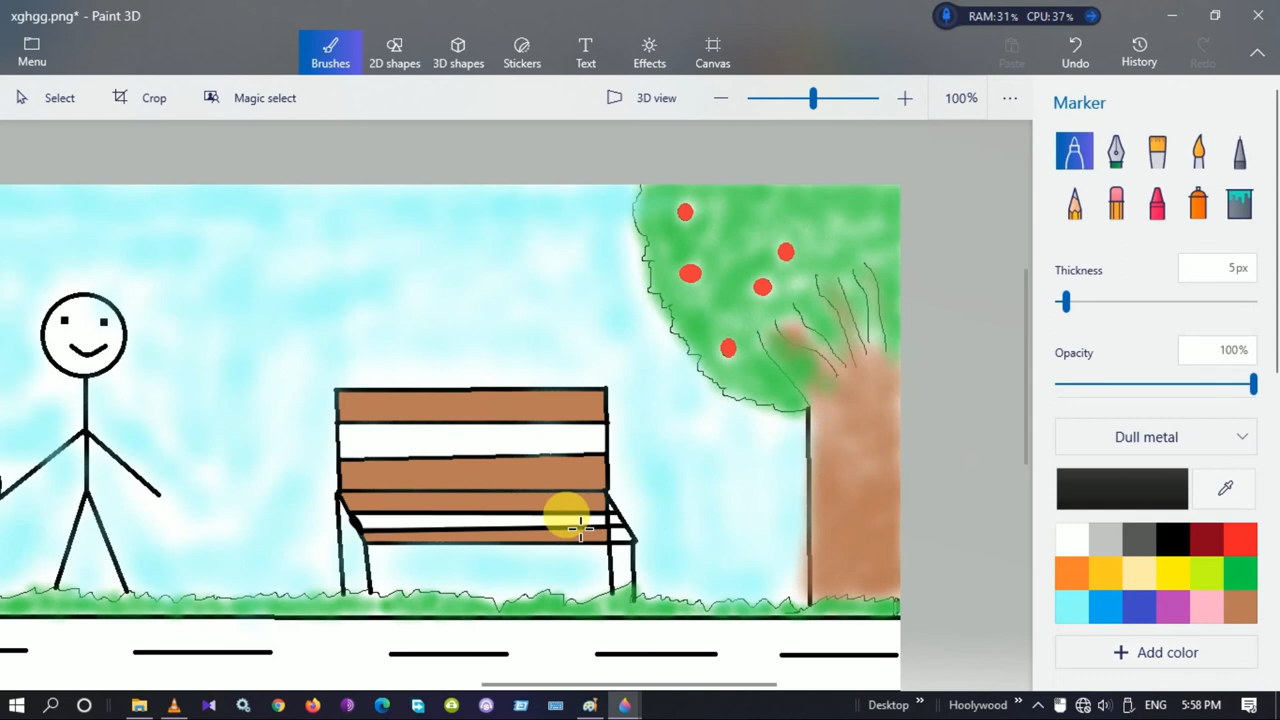 xghgg.png* - Paint 3D
RAM:31% CPU:37%
Menu
Brushes
2D shapes
3D shapes
Stickers
Text
Effects
Canvas
Paste
Undo
History
Redo
Select
Crop
Magic select
3D view
100%
Marker
Thickness
5px
Opacity
100%
Dull metal
+ Add color
Desktop »
Hoolywood »
ENG
5:58 PM